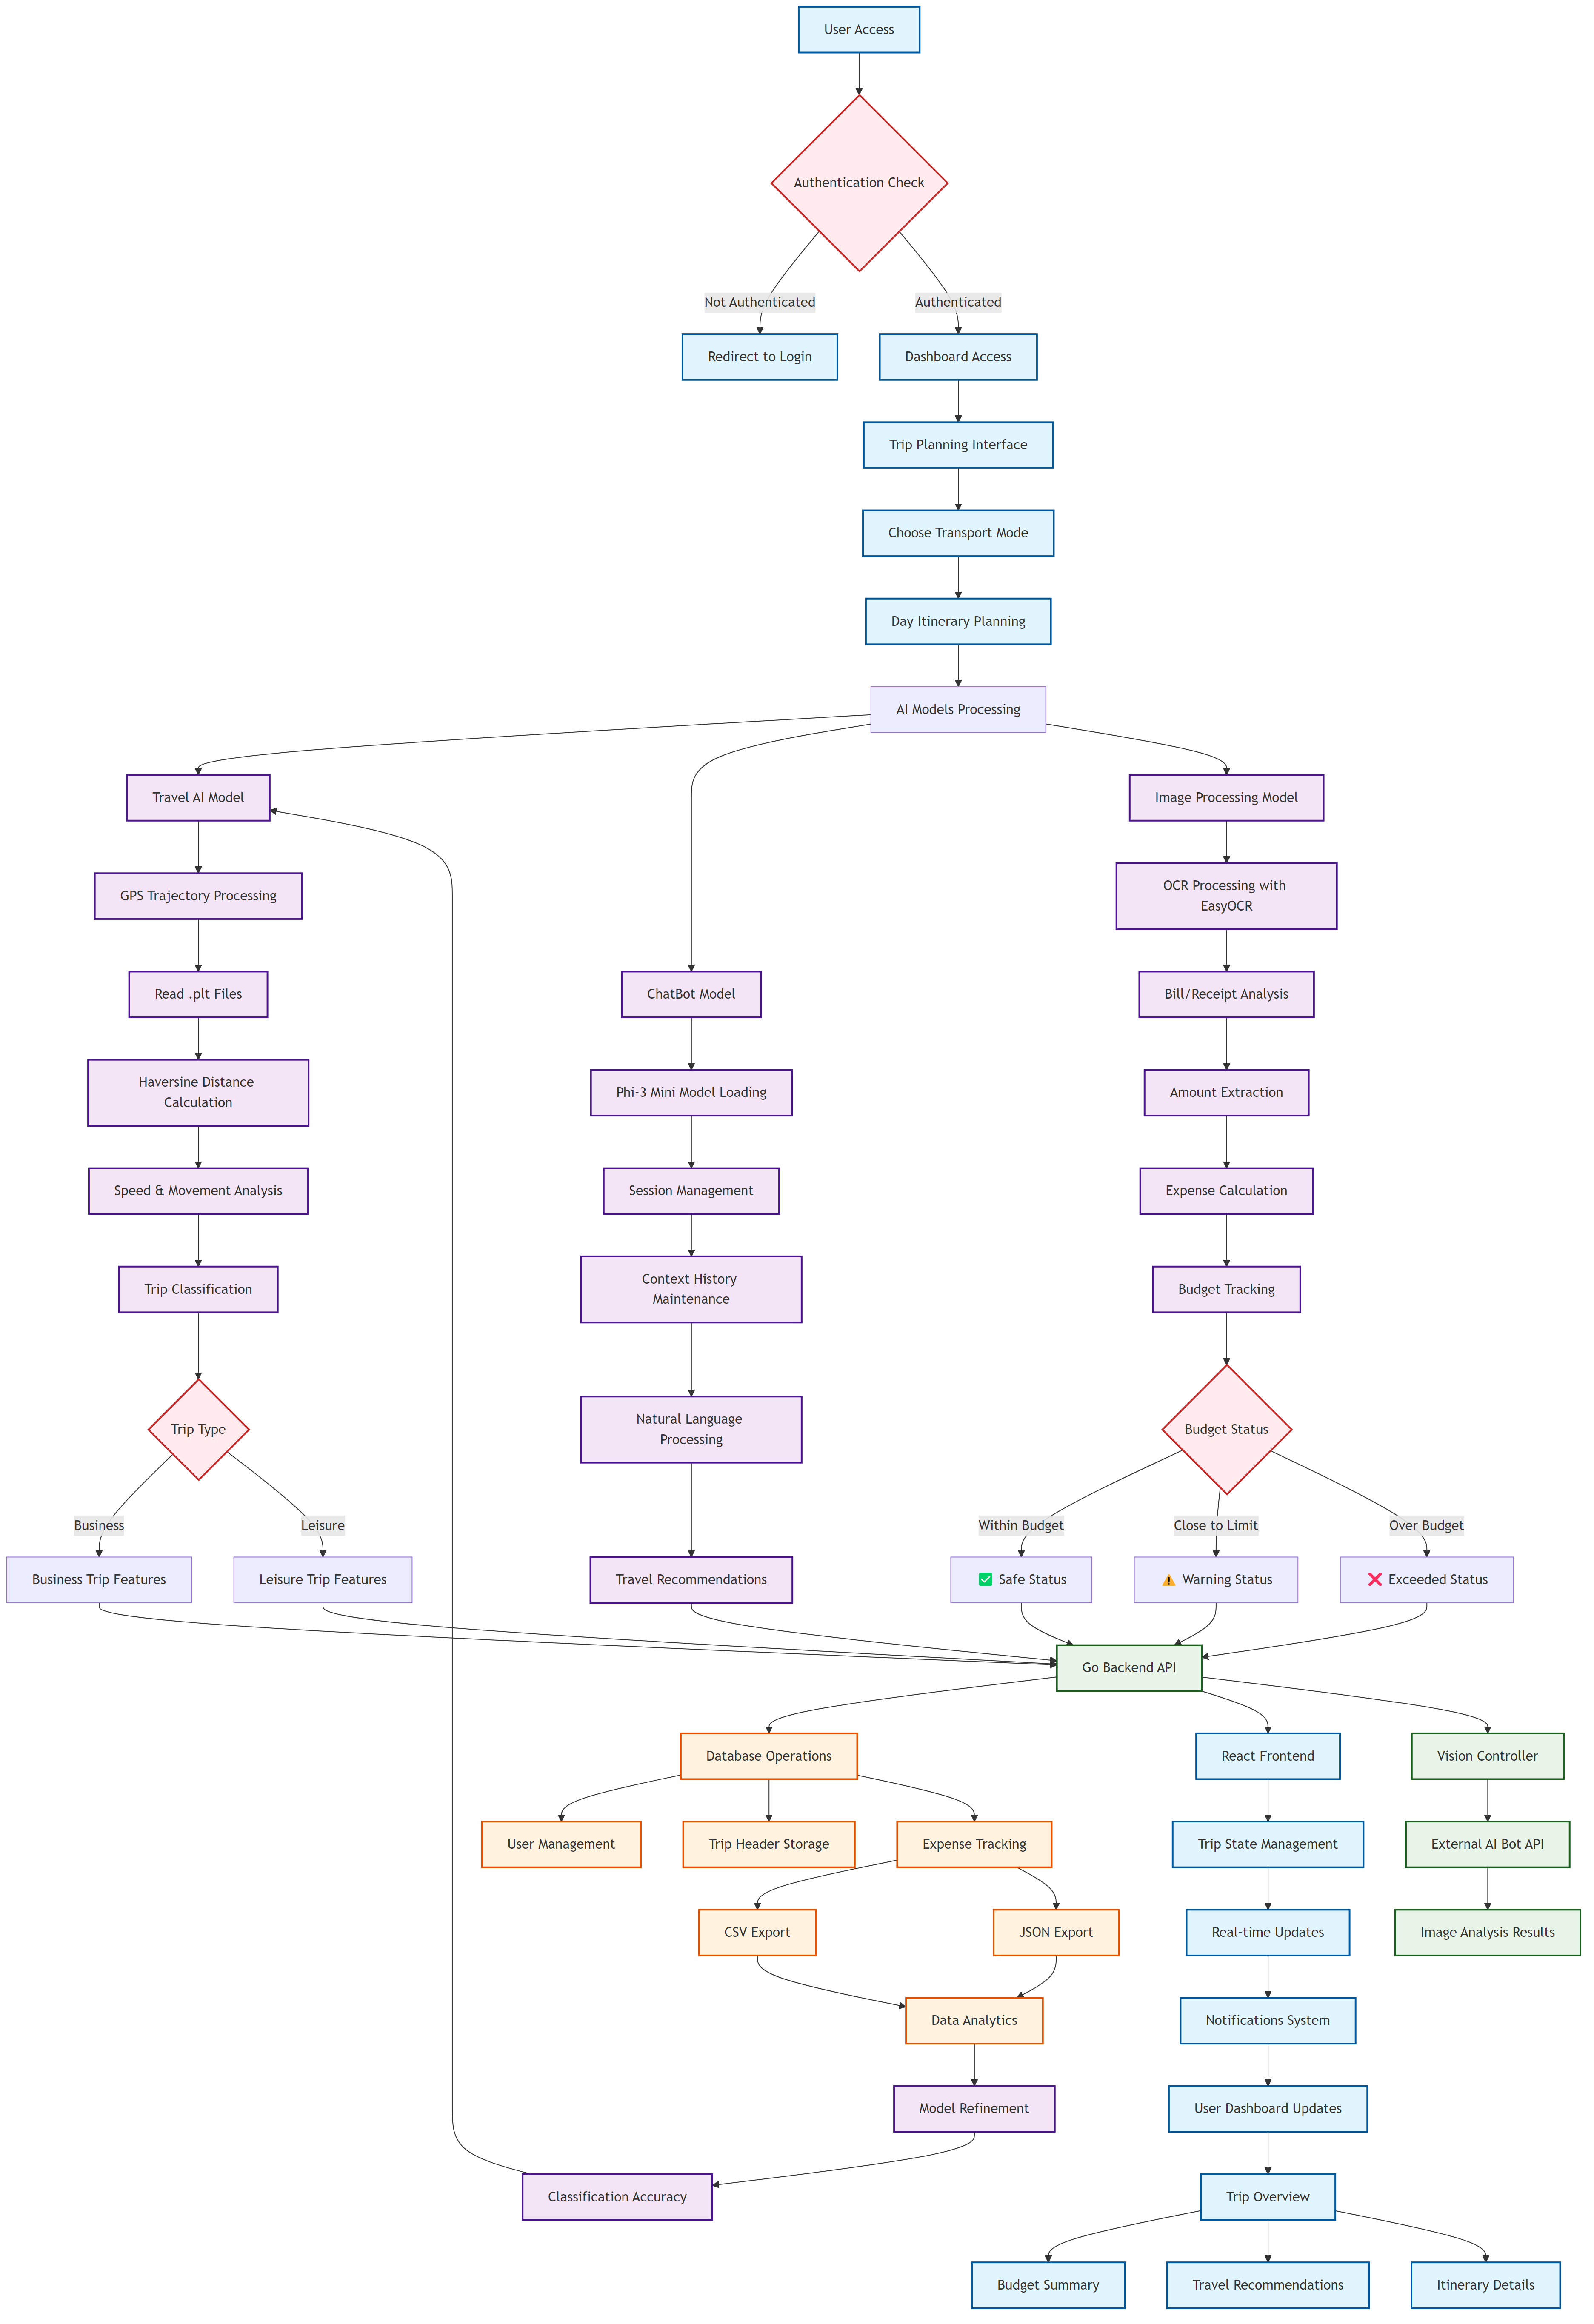 User Access
Authentication Check
Not Authenticated
Authenticated
Redirect to Login
Dashboard Access
Trip Planning Interface
Choose Transport Mode
Day Itinerary Planning
AI Models Processing
Travel AI Model
Image Processing Model
GPS Trajectory Processing
OCR Processing with
EasyOCR
Read .plt Files
ChatBot Model
Bill/Receipt Analysis
Haversine Distance
Calculation
Phi-3 Mini Model Loading
Amount Extraction
Speed & Movement Analysis
Session Management
Expense Calculation
Trip Classification
Context History
Maintenance
Budget Tracking
Trip Type
Natural Language
Processing
Budget Status
Business
Leisure
Within Budget
Close to Limit
Over Budget
Business Trip Features
Leisure Trip Features
Travel Recommendations
✅ Safe Status
⚠️ Warning Status
❌ Exceeded Status
Go Backend API
Database Operations
React Frontend
Vision Controller
User Management
Trip Header Storage
Expense Tracking
Trip State Management
External AI Bot API
CSV Export
JSON Export
Real-time Updates
Image Analysis Results
Data Analytics
Notifications System
Model Refinement
User Dashboard Updates
Classification Accuracy
Trip Overview
Budget Summary
Travel Recommendations
Itinerary Details